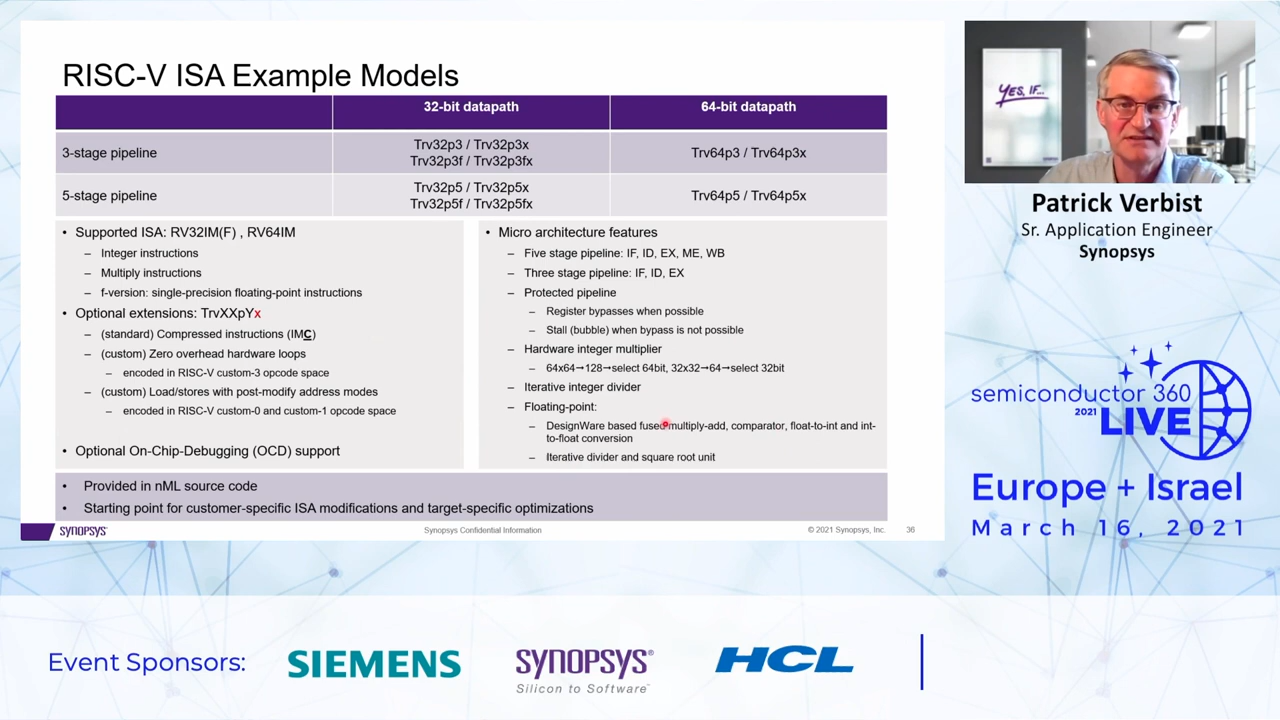 RISC-V ISA Example Models
32-bit datapath
64-bit datapath
3-stage pipeline
Trv32p3 / Trv32p3x
Trv32p3f / Trv32p3fx
Trv64p3 / Trv64p3x
5-stage pipeline
Trv32p5 / Trv32p5x
Trv32p5f / Trv32p5fx
Trv64p5 / Trv64p5x
• Supported ISA: RV32IM(F) , RV64IM
– Integer instructions
– Multiply instructions
– f-version: single-precision floating-point instructions
• Optional extensions: TrvXXpYx
– (standard) Compressed instructions (IMC)
– (custom) Zero overhead hardware loops
– encoded in RISC-V custom-3 opcode space
– (custom) Load/stores with post-modify address modes
– encoded in RISC-V custom-0 and custom-1 opcode space
• Optional On-Chip-Debugging (OCD) support
• Micro architecture features
– Five stage pipeline: IF, ID, EX, ME, WB
– Three stage pipeline: IF, ID, EX
– Protected pipeline
– Register bypasses when possible
– Stall (bubble) when bypass is not possible
– Hardware integer multiplier
– 64x64→128→select 64bit, 32x32→64→select 32bit
– Iterative integer divider
– Floating-point:
– DesignWare based fused multiply-add, comparator, float-to-int and int-
to-float conversion
– Iterative divider and square root unit
• Provided in nML source code
• Starting point for customer-specific ISA modifications and target-specific optimizations
SYNOPSYS
Synopsys Confidential Information
© 2021 Synopsys, Inc.
36
YES, IF...
Patrick Verbist
Sr. Application Engineer
Synopsys
semiconductor 360
2021 LIVE
Europe + Israel
March 16, 2021
Event Sponsors:
SIEMENS
SYNOPSYS®
Silicon to Software™
HCL